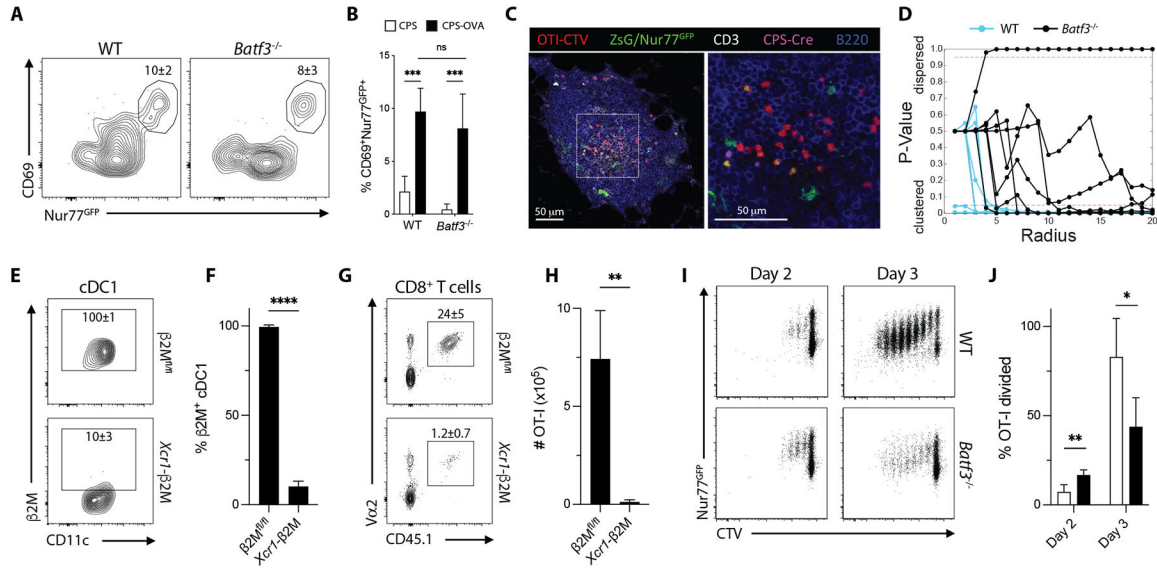 A
WT
Batf3-/-
10±2
8±3
CD69
Nur77GFP
B
CPS
CPS-OVA
ns
***
***
% CD69+Nur77GFP+
15
10
5
0
WT
Batf3-/-
C
OTI-CTV
ZsG/Nur77GFP
CD3
CPS-Cre
B220
50 µm
50 µm
D
WT
Batf3-/-
dispersed
clustered
P-Value
1.0
0.9
0.8
0.7
0.6
0.5
0.4
0.3
0.2
0.1
0.0
0
5
10
15
20
Radius
E
cDC1
100±1
β2Mfl/fl
10±3
Xcr1-β2M
β2M
CD11c
F
****
% β2M+ cDC1
100
50
0
β2Mfl/fl
Xcr1-β2M
G
CD8+ T cells
24±5
β2Mfl/fl
1.2±0.7
Xcr1-β2M
Vα2
CD45.1
H
**
# OT-I (x105)
10
5
0
β2Mfl/fl
Xcr1-β2M
I
Day 2
Day 3
WT
Batf3-/-
Nur77GFP
CTV
J
*
**
% OT-I divided
100
50
0
Day 2
Day 3